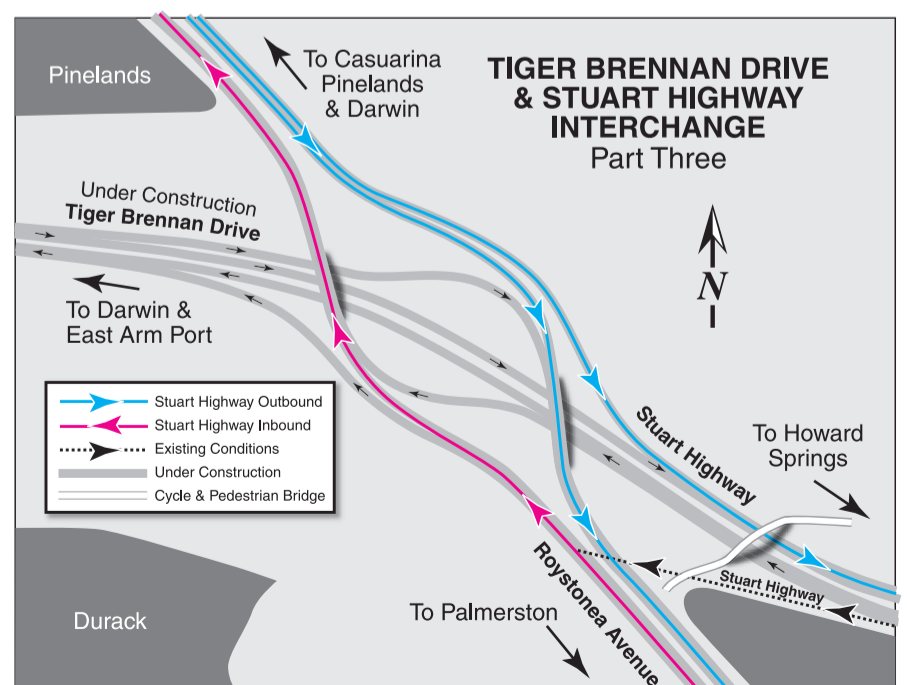 Pinelands
To Casuarina
Pinelands
& Darwin
TIGER BRENNAN DRIVE
& STUART HIGHWAY
INTERCHANGE
Part Three
Under Construction
Tiger Brennan Drive
N
To Darwin &
East Arm Port
Stuart Highway Outbound
Stuart Highway Inbound
Existing Conditions
Under Construction
Cycle & Pedestrian Bridge
Stuart Highway
To Howard
Springs
Stuart Highway
Roystonea Avenue
To Palmerston
Durack